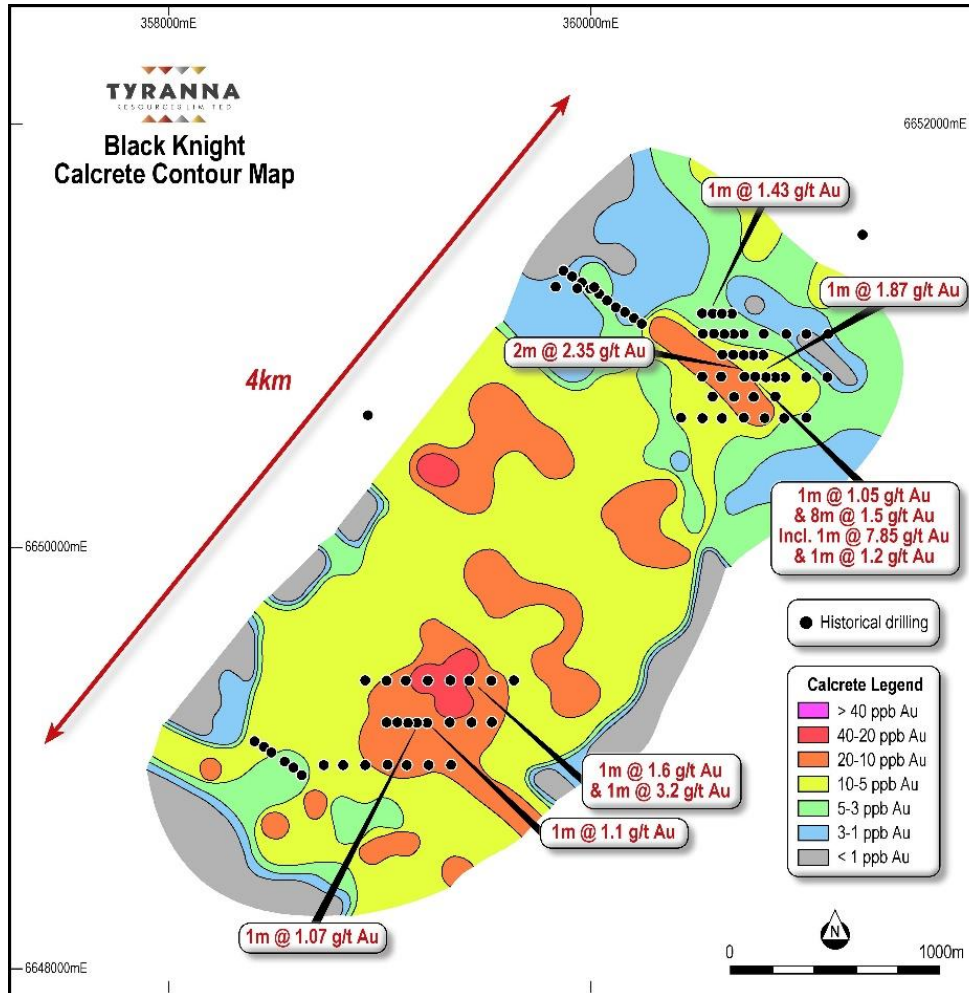 358000mE
360000mE
TYRANNA
RESOURCES LIMITED
Black Knight
Calcrete Contour Map
6652000mE
1m @ 1.43 g/t Au
1m @ 1.87 g/t Au
2m @ 2.35 g/t Au
4km
1m @ 1.05 g/t Au
& 8m @ 1.5 g/t Au
Incl. 1m @ 7.85 g/t Au
& 1m @ 1.2 g/t Au
6650000mE
Historical drilling
Calcrete Legend
> 40 ppb Au
40-20 ppb Au
20-10 ppb Au
10-5 ppb Au
5-3 ppb Au
3-1 ppb Au
< 1 ppb Au
1m @ 1.6 g/t Au
& 1m @ 3.2 g/t Au
1m @ 1.1 g/t Au
1m @ 1.07 g/t Au
N
0 1000m
6648000mE